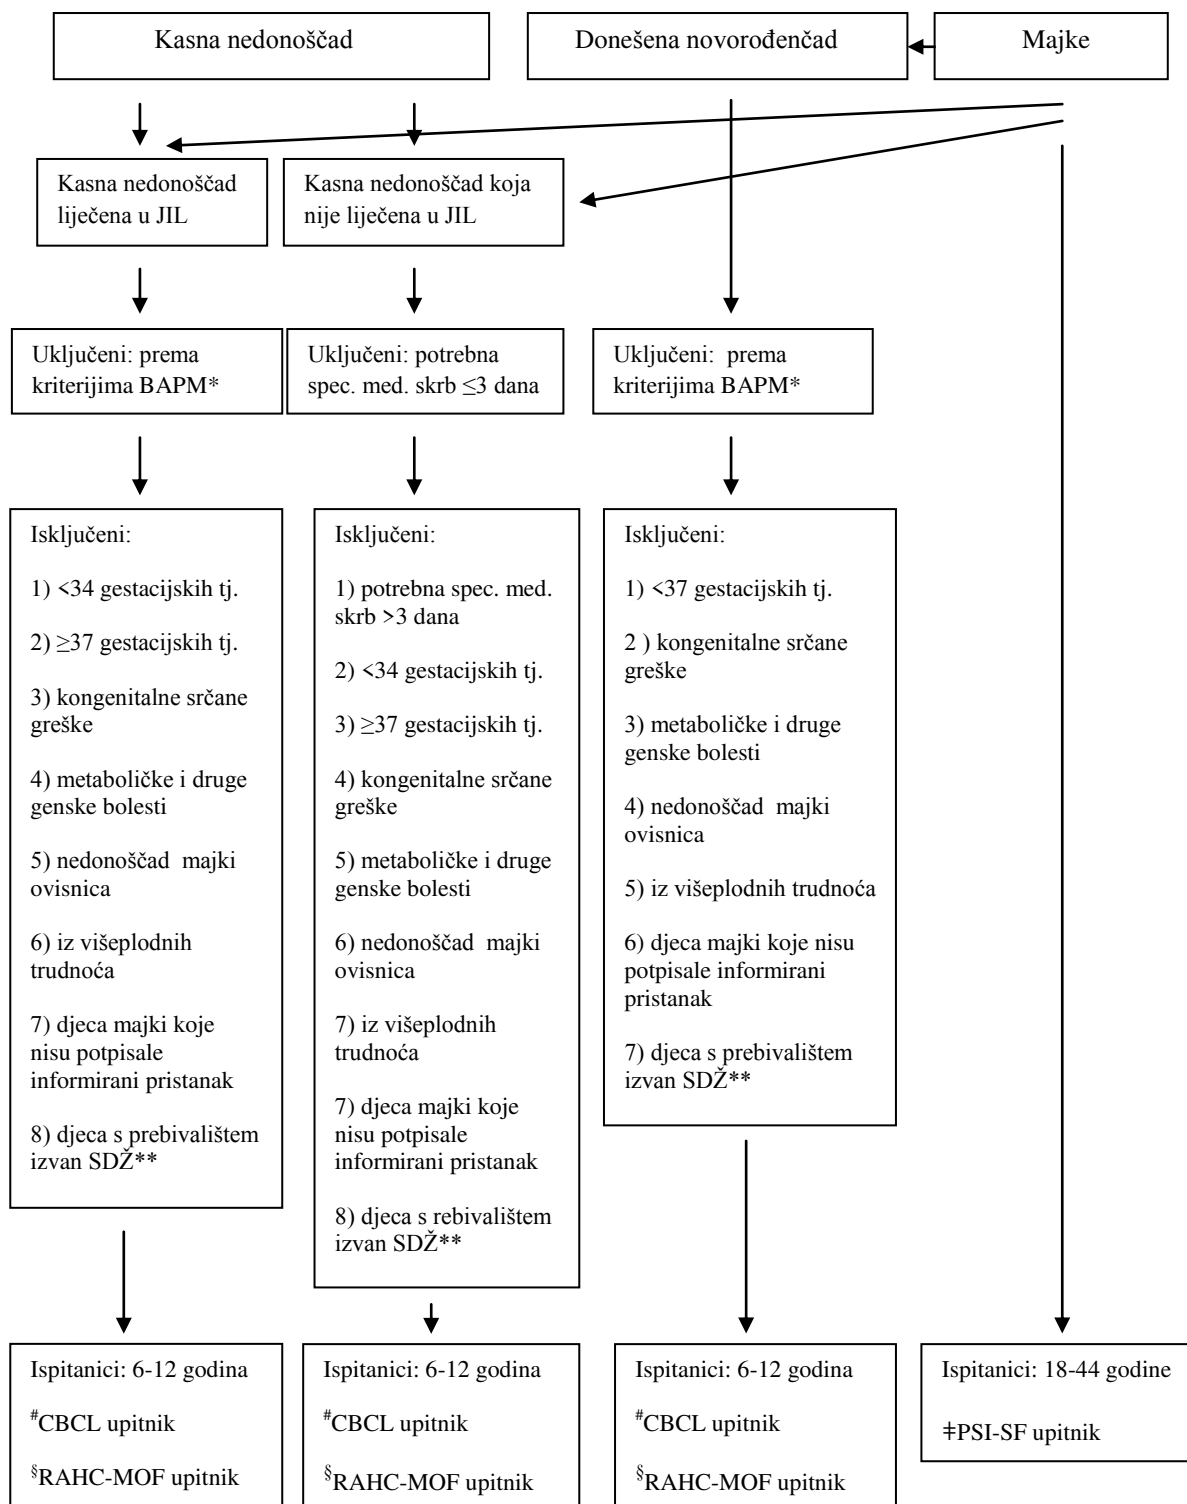 Kasna nedonoščad
Donešena novorođenčad
Majke
Kasna nedonoščad
liječena u JIL
Kasna nedonoščad koja
nije liječena u JIL
Uključeni: prema
kriterijima BAPM*
Uključeni: potrebna
spec. med. skrb ≤3 dana
Uključeni: prema
kriterijima BAPM*
Isključeni:
1) <34 gestacijskih tj.
2) ≥37 gestacijskih tj.
3) kongenitalne srčane
greške
4) metaboličke i druge
genske bolesti
5) nedonoščad majki
ovisnica
6) iz višeplodnih
trudnoća
7) djeca majki koje
nisu potpisale
informirani pristanak
8) djeca s prebivalištem
izvan SDŽ**
Isključeni:
1) potrebna spec. med.
skrb >3 dana
2) <34 gestacijskih tj.
3) ≥37 gestacijskih tj.
4) kongenitalne srčane
greške
5) metaboličke i druge
genske bolesti
6) nedonoščad majki
ovisnica
7) iz višeplodnih
trudnoća
7) djeca majki koje
nisu potpisale
informirani pristanak
8) djeca s rebivalištem
izvan SDŽ**
Isključeni:
1) <37 gestacijskih tj.
2 ) kongenitalne srčane
greške
3) metaboličke i druge
genske bolesti
4) nedonoščad majki
ovisnica
5) iz višeplodnih trudnoća
6) djeca majki koje nisu
potpisale informirani
pristanak
7) djeca s prebivalištem
izvan SDŽ**
Ispitanici: 6-12 godina
#CBCL upitnik
§RAHC-MOF upitnik
Ispitanici: 6-12 godina
#CBCL upitnik
§RAHC-MOF upitnik
Ispitanici: 6-12 godina
#CBCL upitnik
§RAHC-MOF upitnik
Ispitanici: 18-44 godine
ǂPSI-SF upitnik